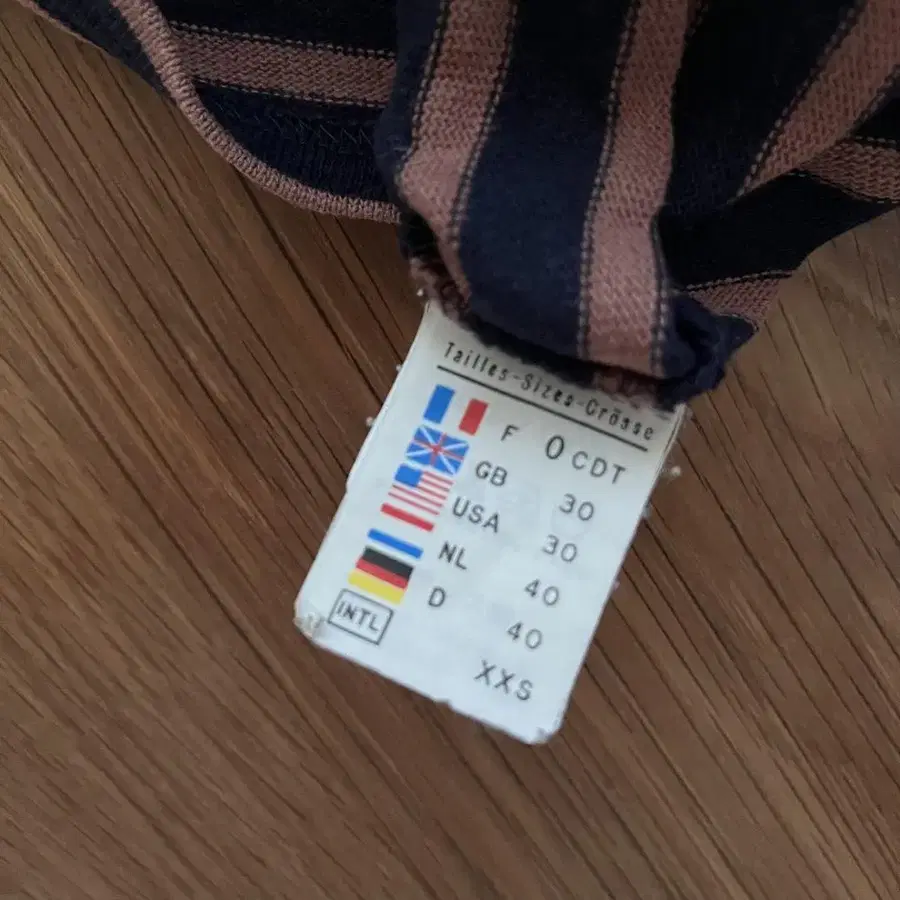 Tailles-Sizes-Grösse
F 0 CDT
GB 30
USA 30
NL 40
D 40
INTL XXS